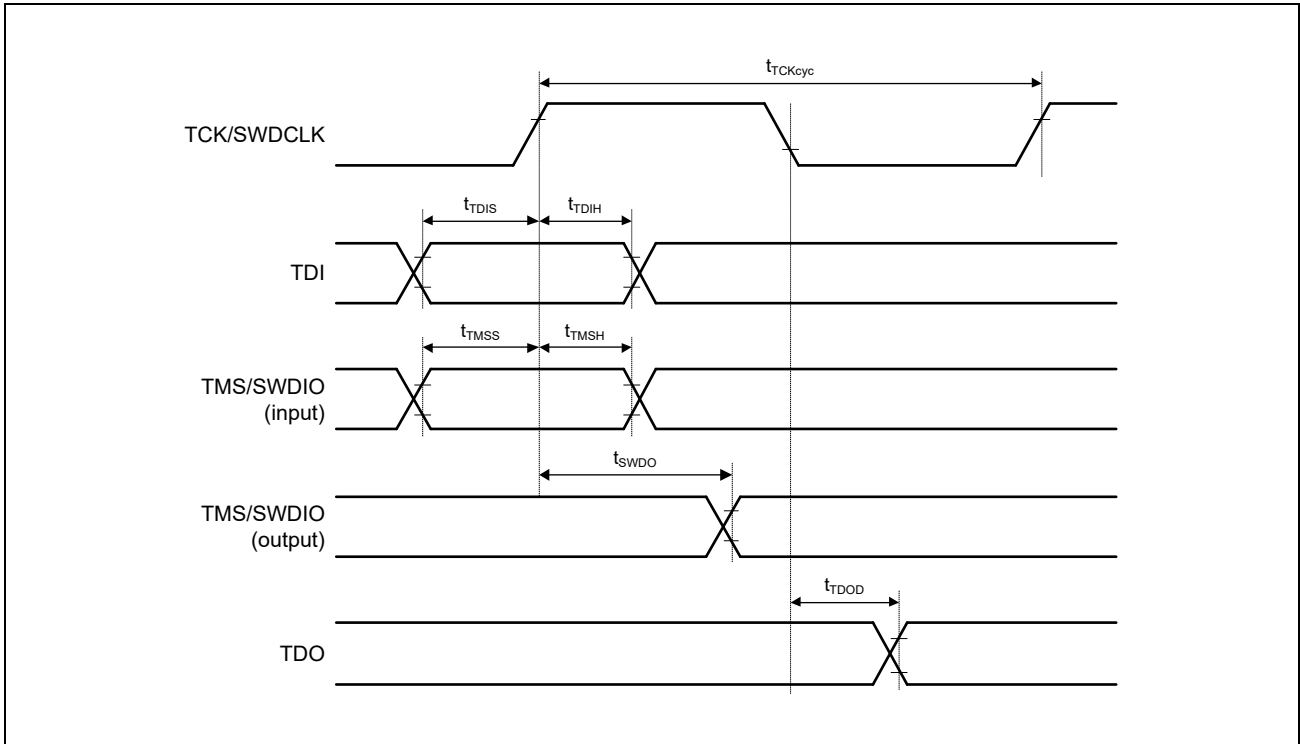 tTCKcyc
TCK/SWDCLK
tTDIS
tTDIH
TDI
tTMSS
tTMSH
TMS/SWDIO
(input)
tSWDO
TMS/SWDIO
(output)
tTDOD
TDO